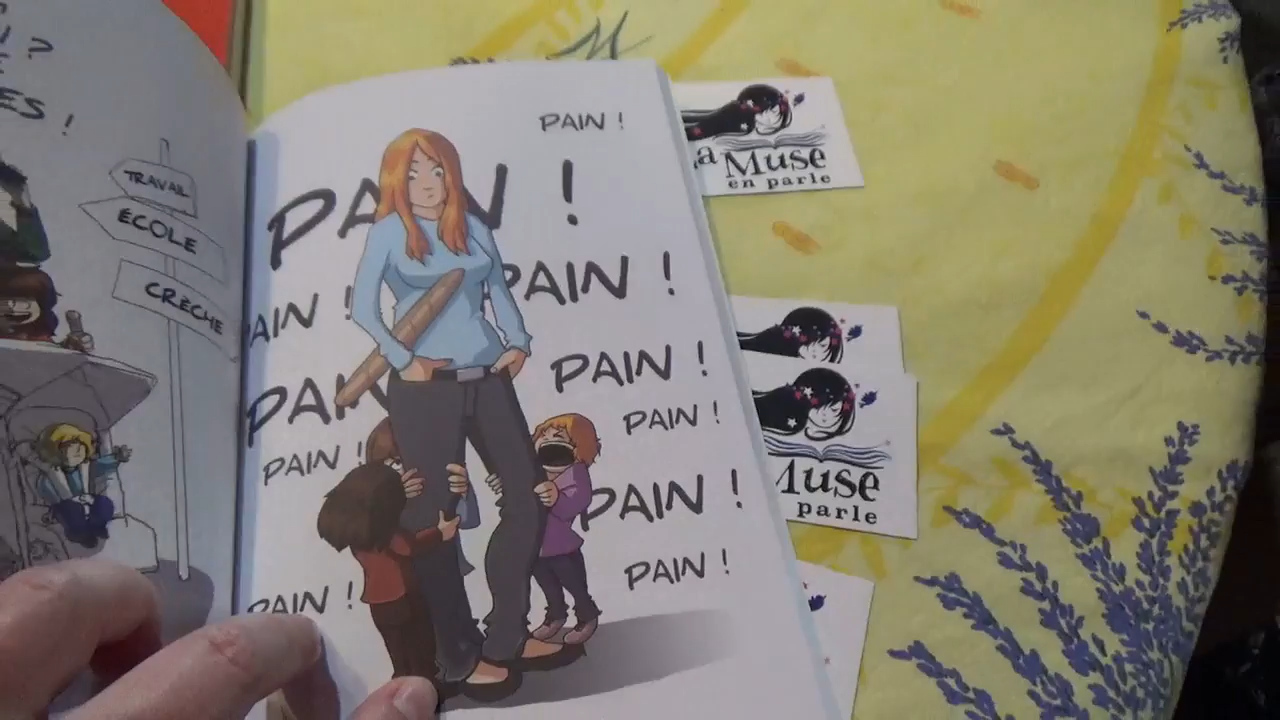 ?
ES !
TRAVAIL
ECOLE
CRÈCHE
PAIN !
PAIN !
PAIN !
PAIN !
PAIN !
PAIN
PAIN !
PAIN !
PAIN !
PAIN !
PAIN !
La Muse
en parle
Muse
parle